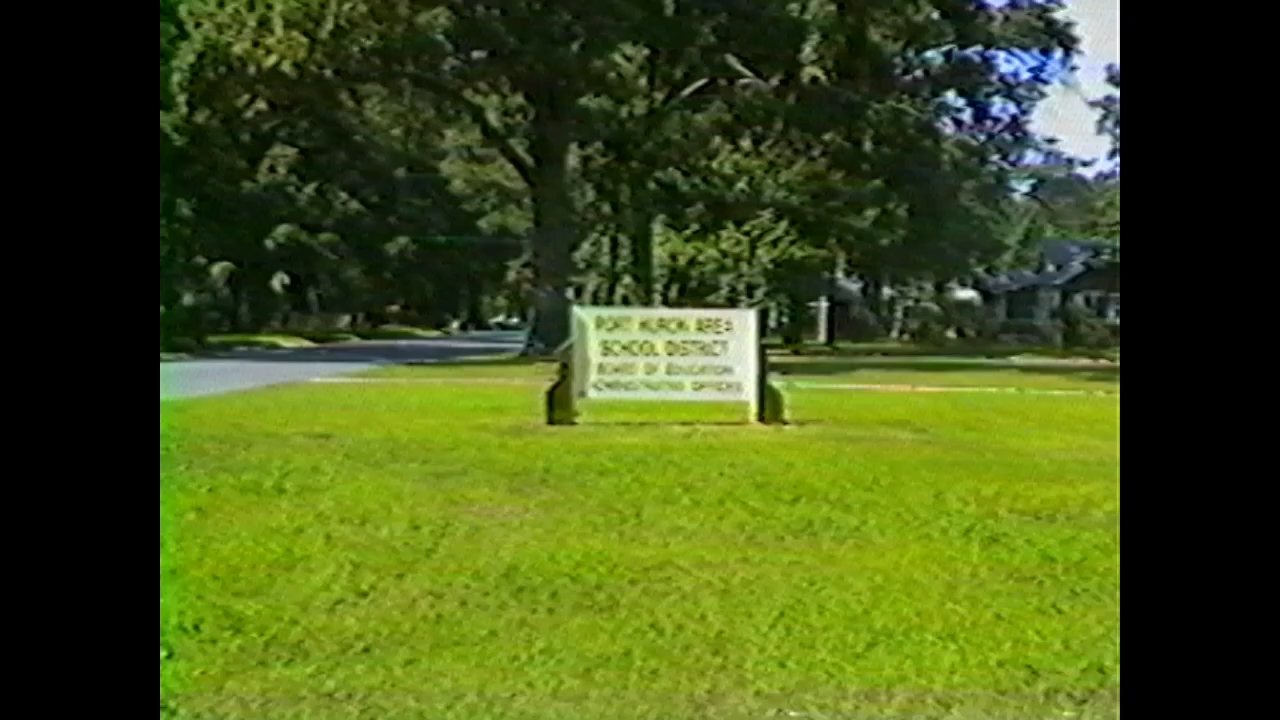 PORT HURON AREA
SCHOOL DISTRICT
BOARD OF EDUCATION
ADMINISTRATIVE OFFICES